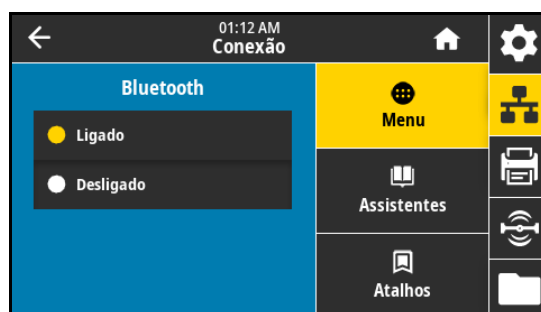 01:12 AM
Conexão
Bluetooth
Ligado
Desligado
Menu
Assistentes
Atalhos